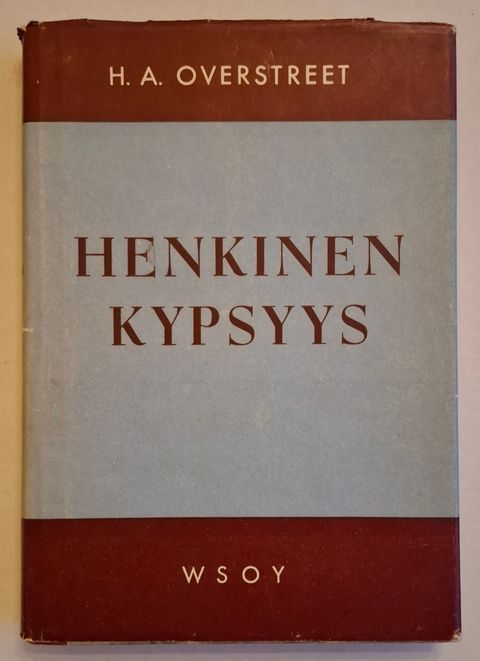 H. A. OVERSTREET
HENKINEN
KYPSYYS
WSOY